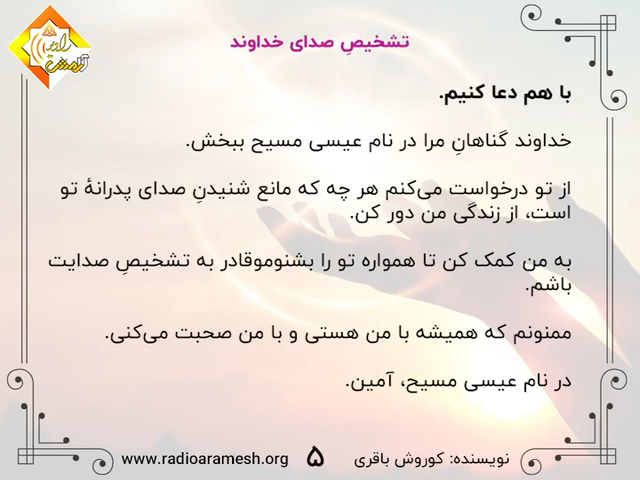 رادیو
آرامش
تشخیصِ صدای خداوند
با هم دعا کنیم.
خداوند گناهانِ مرا در نام عیسی مسیح ببخش.
از تو درخواست می‌کنم هر چه که مانع شنیدنِ صدای پدرانهٔ تو
است، از زندگی من دور کن.
به من کمک کن تا همواره تو را بشنوموقادر به تشخیصِ صدایت
باشم.
ممنونم که همیشه با من هستی و با من صحبت می‌کنی.
در نام عیسی مسیح، آمین.
نویسنده: کوروش باقری ۵ www.radioaramesh.org